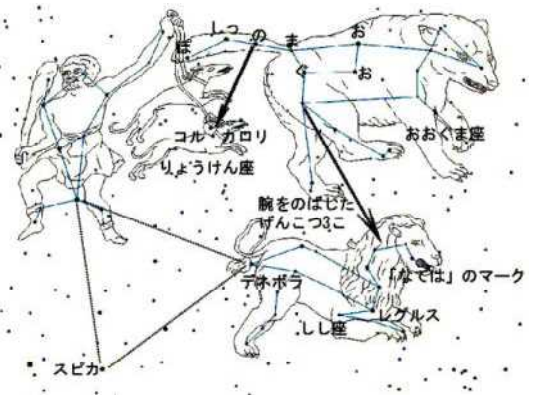 しっ
ぽ
の
ま
お
ぐ
お
コル・カロリ
りょうけん座
おおぐま座
腕をのばした
げんこつ3こ
デネボラ
「なでは」のマーク
レグルス
しし座
スピカ